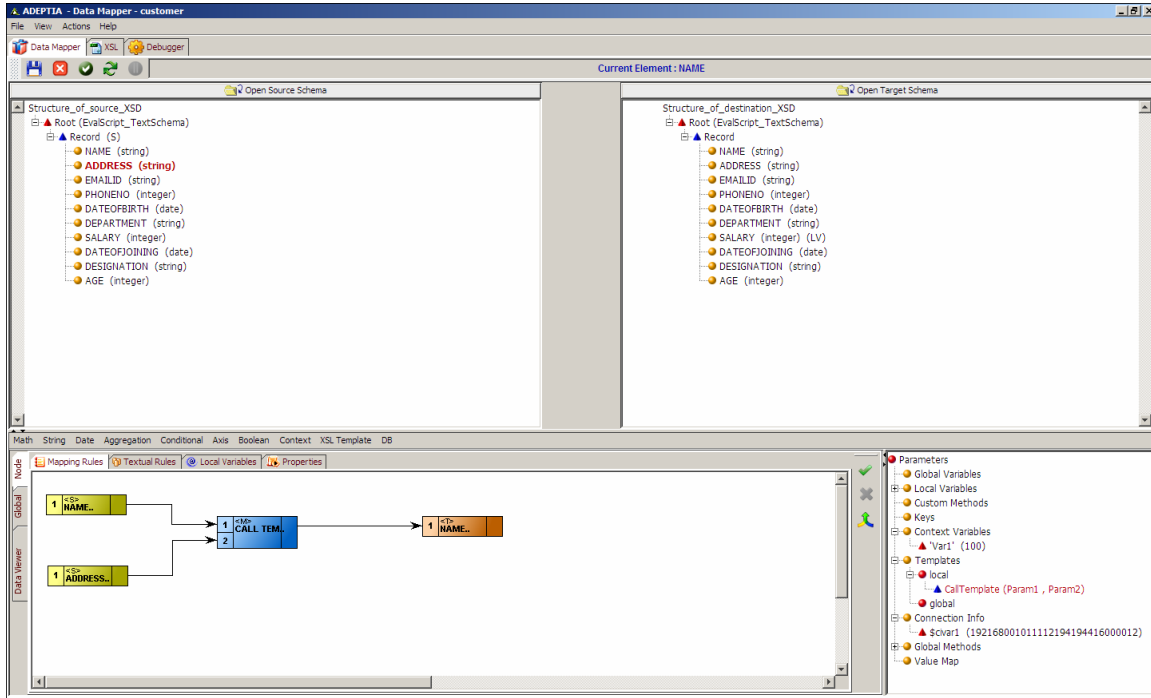 ADEPTIA - Data Mapper - customer
File View Actions Help
Data Mapper XSL Debugger
Current Element : NAME
Open Source Schema
Open Target Schema
Structure_of_source_XSD
Root (EvalScript_TextSchema)
Record (S)
NAME (string)
ADDRESS (string)
EMAILID (string)
PHONENO (integer)
DATEOFBIRTH (date)
DEPARTMENT (string)
SALARY (integer)
DATEOFJOINING (date)
DESIGNATION (string)
AGE (integer)
Structure_of_destination_XSD
Root (EvalScript_TextSchema)
Record
NAME (string)
ADDRESS (string)
EMAILID (string)
PHONENO (integer)
DATEOFBIRTH (date)
DEPARTMENT (string)
SALARY (integer) (LV)
DATEOFJOINING (date)
DESIGNATION (string)
AGE (integer)
Math String Date Aggregation Conditional Axis Boolean Context XSL Template DB
Node
Global
Data Viewer
Mapping Rules Textual Rules Local Variables Properties
1 <S> NAME..
1 <M> CALL TEM..
2
1 <T> NAME..
1 <S> ADDRESS..
Parameters
Global Variables
Local Variables
Custom Methods
Keys
Context Variables
'Var1' (100)
Templates
local
CallTemplate (Param1 , Param2)
global
Connection Info
$civar1 (192168001011112194194416000012)
Global Methods
Value Map